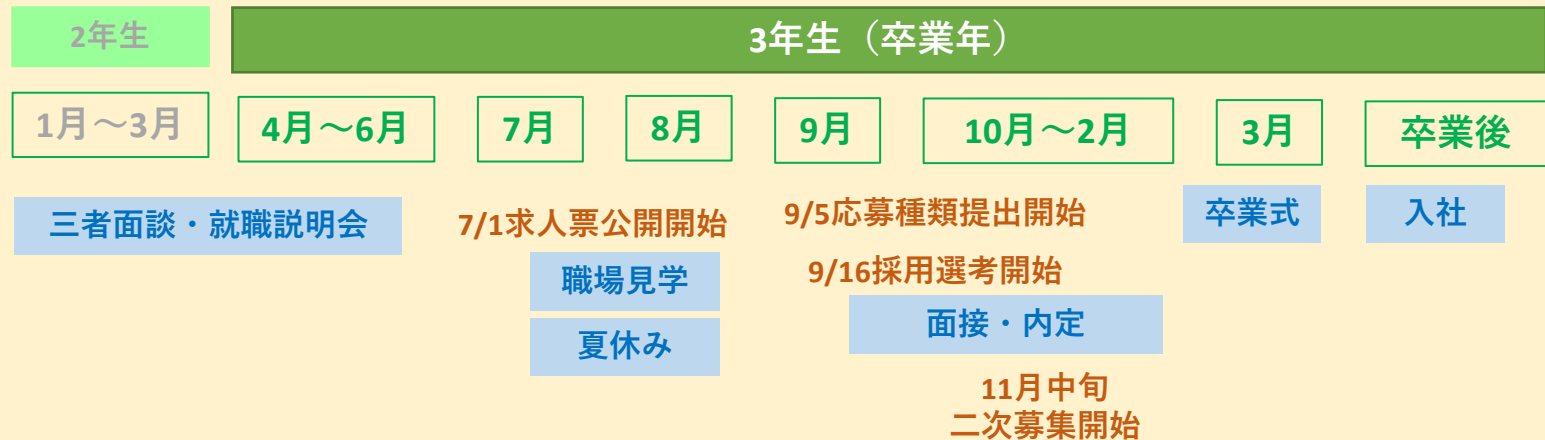 2年生
3年生（卒業年）
1月～3月
4月～6月
7月
8月
9月
10月～2月
3月
卒業後
三者面談・就職説明会
7/1求人票公開開始
9/5応募種類提出開始
卒業式
入社
職場見学
9/16採用選考開始
夏休み
面接・内定
11月中旬
二次募集開始